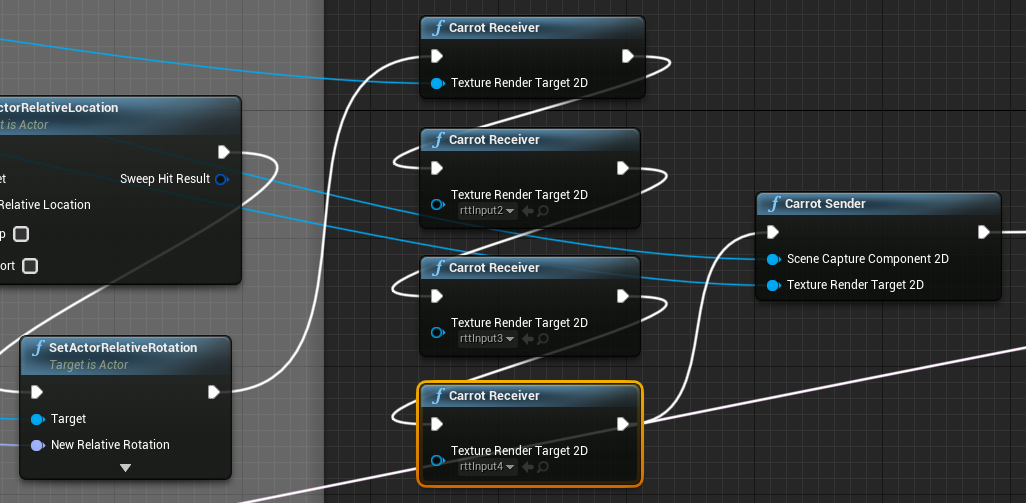 Carrot Receiver
Texture Render Target 2D
ctorRelativeLocation
t is Actor
Sweep Hit Result
et
Relative Location
p
ort
Carrot Receiver
Texture Render Target 2D
rttInput2
Carrot Receiver
Texture Render Target 2D
rttInput3
Carrot Sender
Scene Capture Component 2D
Texture Render Target 2D
SetActorRelativeRotation
Target is Actor
Target
New Relative Rotation
Carrot Receiver
Texture Render Target 2D
rttInput4